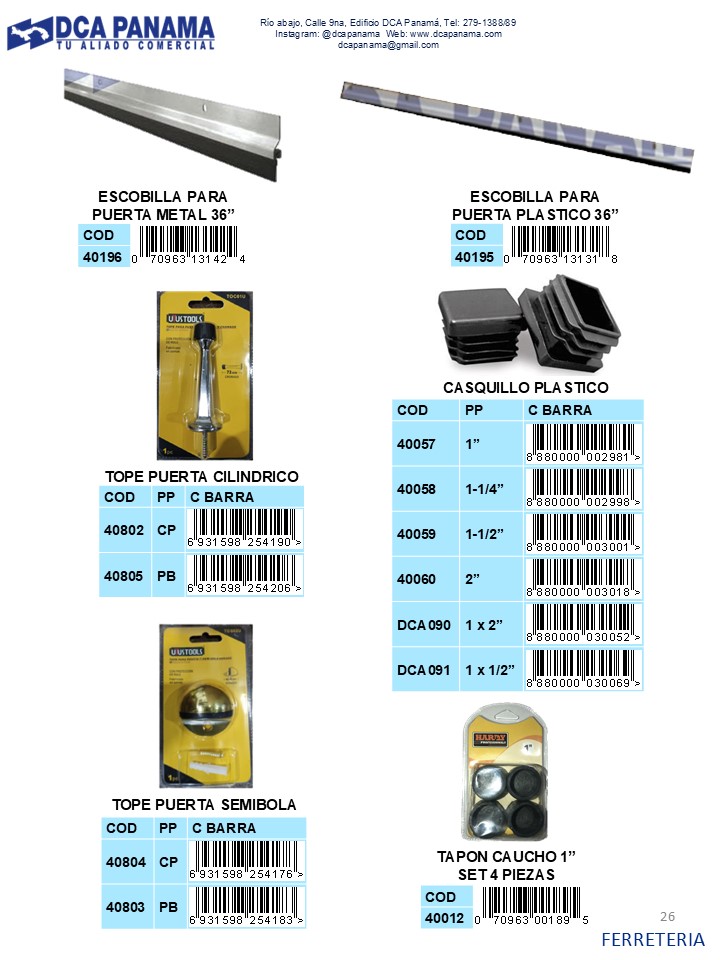 DCA PANAMA
TU ALIADO COMERCIAL
Río abajo, Calle 9na, Edificio DCA Panamá, Tel: 279-1388/89
Instagram: @dcapanama Web: www.dcapanama.com
dcapanama@gmail.com
ESCOBILLA PARA
PUERTA METAL 36”
COD
40196
0 70963 13142 4
ESCOBILLA PARA
PUERTA PLASTICO 36”
COD
40195
0 70963 13131 8
UYUSTOOLS
1pc
TOPE PUERTA CILINDRICO
COD PP C BARRA
40802 CP 6 931598 254190 >
40805 PB 6 931598 254206 >
CASQUILLO PLASTICO
COD PP C BARRA
40057 1” 8 880000 002981 >
40058 1-1/4” 8 880000 002998 >
40059 1-1/2” 8 880000 003001 >
40060 2” 8 880000 003018 >
DCA090 1 x 2” 8 880000 030052 >
DCA091 1 x 1/2” 8 880000 030069 >
UYUSTOOLS
1pc
TOPE PUERTA SEMIBOLA
COD PP C BARRA
40804 CP 6 931598 254176 >
40803 PB 6 931598 254183 >
1"
TAPON CAUCHO 1”
SET 4 PIEZAS
COD
40012
0 70963 00189 5
26
FERRETERIA